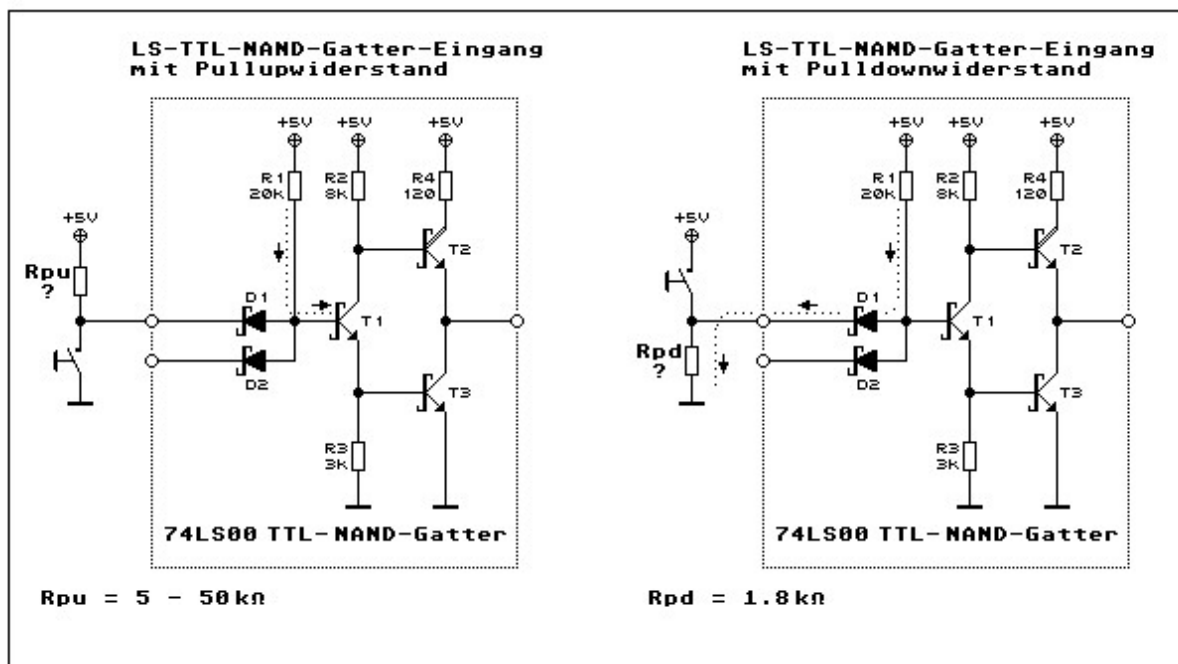 LS-TTL-NAND-Gatter-Eingang
mit Pullupwiderstand
+5V +5V +5V
R1 20k
R2 8k
R4 120
+5V
Rpu ?
D1
D2
T1
T2
T3
R3 3k
74LS00 TTL-NAND-Gatter
Rpu = 5 - 50kΩ
LS-TTL-NAND-Gatter-Eingang
mit Pulldownwiderstand
+5V +5V +5V
R1 20k
R2 8k
R4 120
+5V
Rpd ?
D1
D2
T1
T2
T3
R3 3k
74LS00 TTL-NAND-Gatter
Rpd = 1.8kΩ